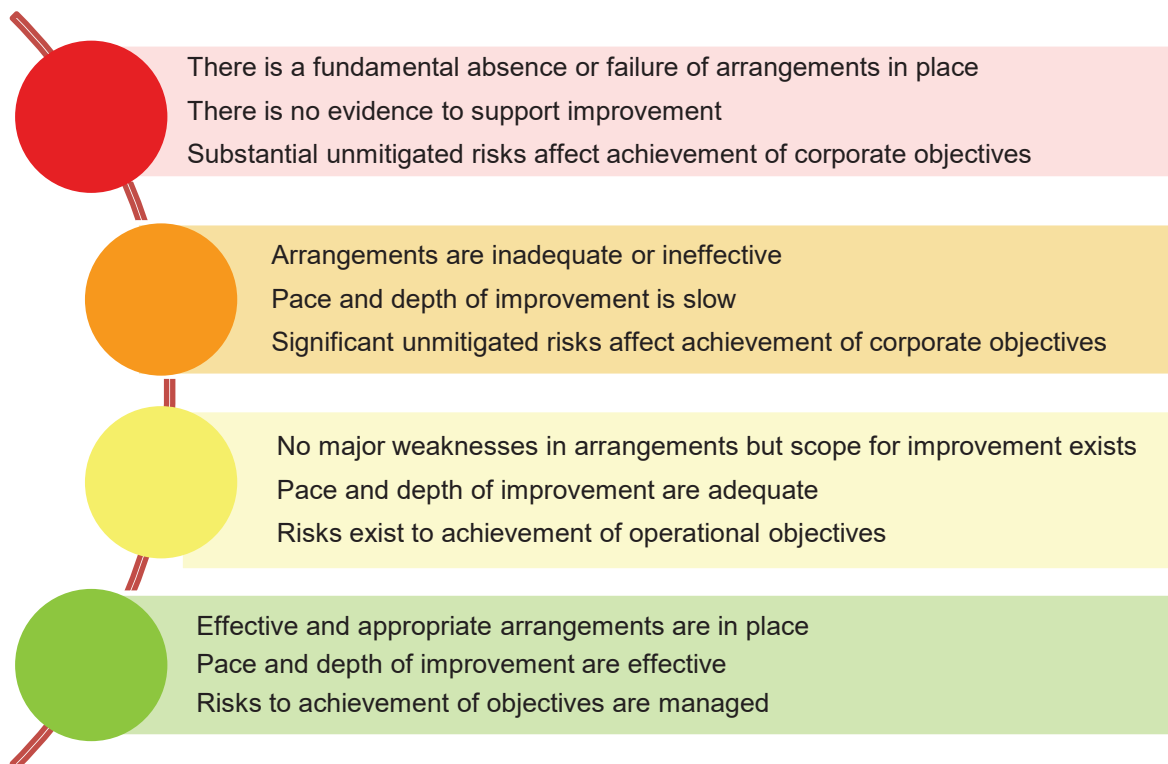 There is a fundamental absence or failure of arrangements in place
There is no evidence to support improvement
Substantial unmitigated risks affect achievement of corporate objectives
Arrangements are inadequate or ineffective
Pace and depth of improvement is slow
Significant unmitigated risks affect achievement of corporate objectives
No major weaknesses in arrangements but scope for improvement exists
Pace and depth of improvement are adequate
Risks exist to achievement of operational objectives
Effective and appropriate arrangements are in place
Pace and depth of improvement are effective
Risks to achievement of objectives are managed